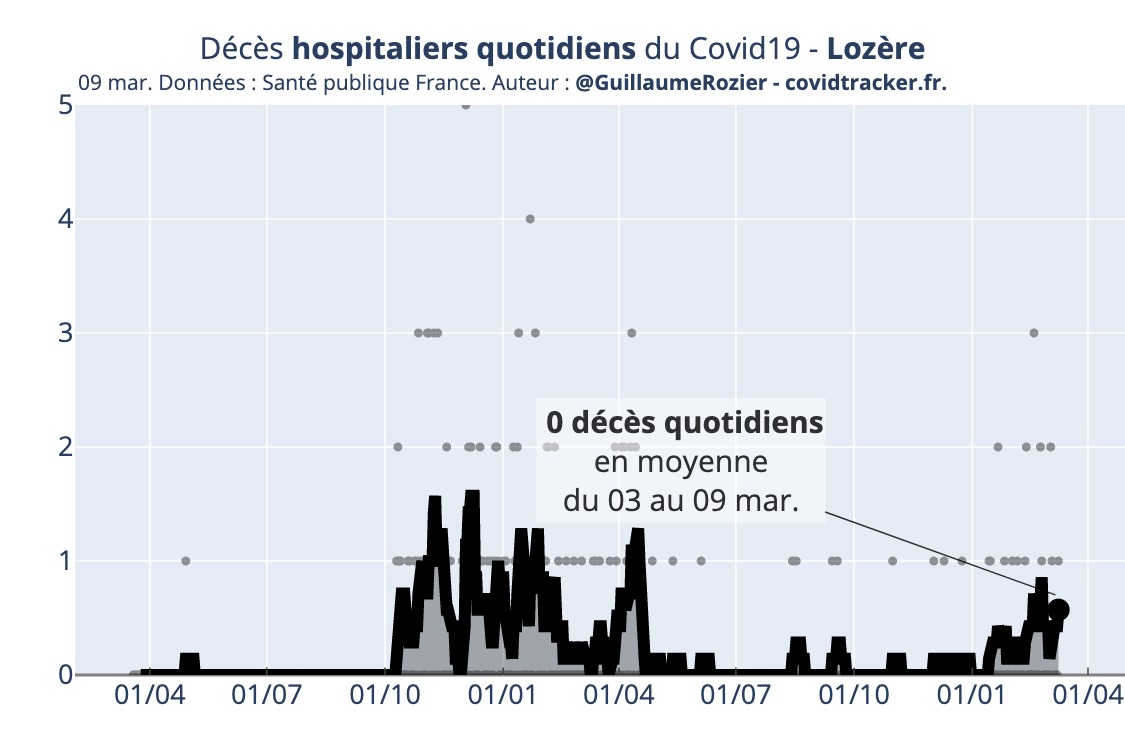 Décès hospitaliers quotidiens du Covid19 - Lozère
09 mar. Données : Santé publique France. Auteur : @GuillaumeRozier - covidtracker.fr.
5
4
3
2
1
0
0 décès quotidiens
en moyenne
du 03 au 09 mar.
01/04 01/07 01/10 01/01 01/04 01/07 01/10 01/01 01/04